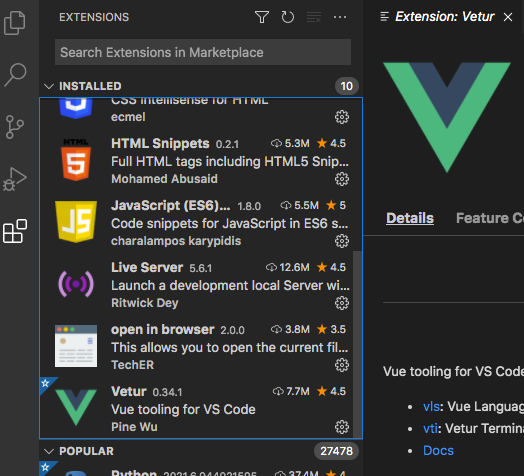 EXTENSIONS
Extension: Vetur
Search Extensions in Marketplace
INSTALLED 10
CSS Intellisense for HTML
ecmel
HTML Snippets 0.2.1 5.3M 4.5
Full HTML tags including HTML5 Snip...
Mohamed Abusaid
JavaScript (ES6)... 1.8.0 5.5M 5
Code snippets for JavaScript in ES6 s...
charalampos karypidis
Live Server 5.6.1 12.6M 4.5
Launch a development local Server wi...
Ritwick Dey
open in browser 2.0.0 3.8M 3.5
This allows you to open the current fil...
TechER
Vetur 0.34.1 7.7M 4.5
Vue tooling for VS Code
Pine Wu
POPULAR 27478
Python 2021.6.944021595 37.4M 4
Details Feature Co
Vue tooling for VS Code
vls: Vue Langua
vti: Vetur Termina
Docs